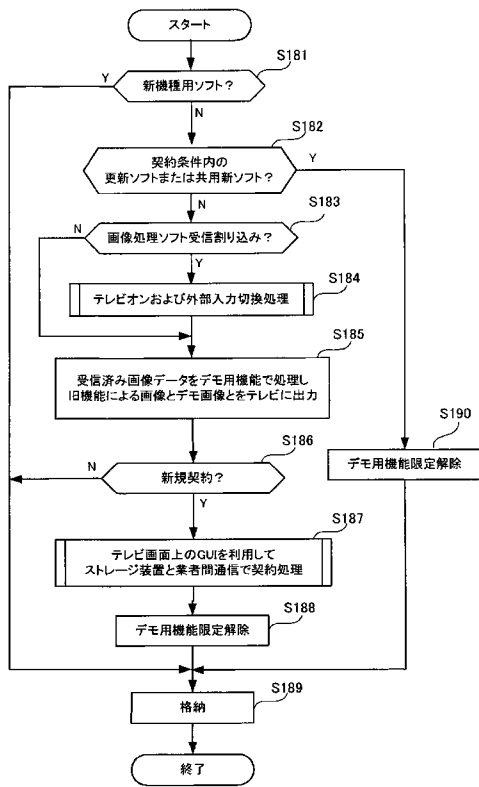 スタート
S181
新機種用ソフト?
Y
N
S182
契約条件内の
更新ソフトまたは共用新ソフト?
Y
N
S183
画像処理ソフト受信割り込み?
N
Y
S184
テレビオンおよび外部入力切換処理
S185
受信済み画像データをデモ用機能で処理し
旧機能による画像とデモ画像とをテレビに出力
S186
新規契約?
N
Y
S190
デモ用機能限定解除
S187
テレビ画面上のGUIを利用して
ストレージ装置と業者間通信で契約処理
S188
デモ用機能限定解除
S189
格納
終了